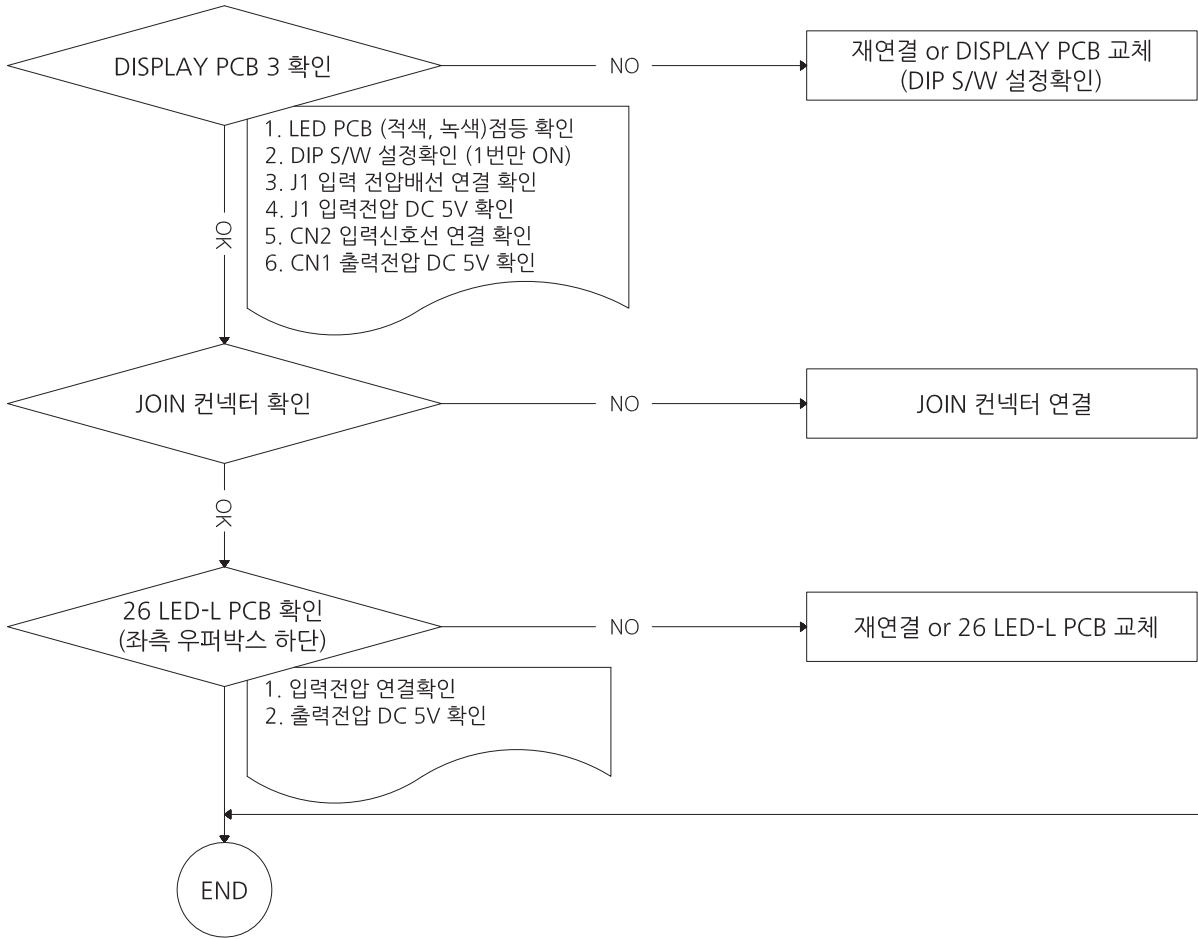 DISPLAY PCB 3 확인
NO
재연결 or DISPLAY PCB 교체
(DIP S/W 설정확인)
1. LED PCB (적색, 녹색)점등 확인
2. DIP S/W 설정확인 (1번만 ON)
3. J1 입력 전압배선 연결 확인
4. J1 입력전압 DC 5V 확인
5. CN2 입력신호선 연결 확인
6. CN1 출력전압 DC 5V 확인
OK
JOIN 컨넥터 확인
NO
JOIN 컨넥터 연결
OK
26 LED-L PCB 확인
(좌측 우퍼박스 하단)
NO
재연결 or 26 LED-L PCB 교체
1. 입력전압 연결확인
2. 출력전압 DC 5V 확인
END